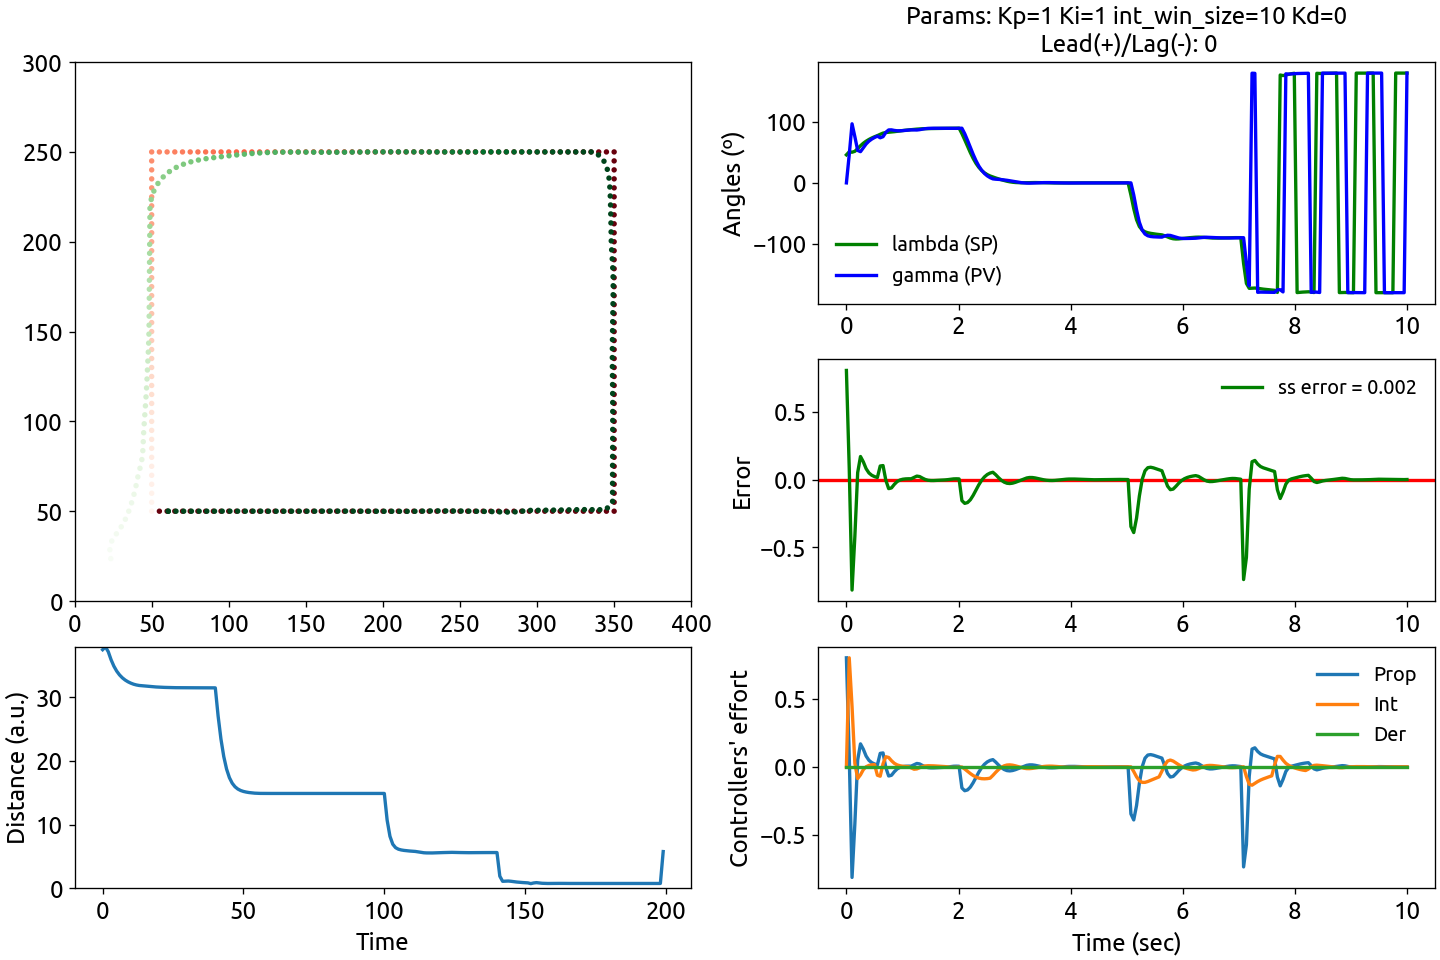 Params: Kp=1 Ki=1 int_win_size=10 Kd=0
Lead(+)/Lag(-): 0
300
250
200
150
100
50
0
0 50 100 150 200 250 300 350 400
Angles (º)
100
0
−100
lambda (SP)
gamma (PV)
0 2 4 6 8 10
Error
0.5
0.0
−0.5
ss error = 0.002
0 2 4 6 8 10
Distance (a.u.)
30
20
10
0
0 50 100 150 200
Time
Controllers' effort
0.5
0.0
−0.5
Prop
Int
Der
0 2 4 6 8 10
Time (sec)